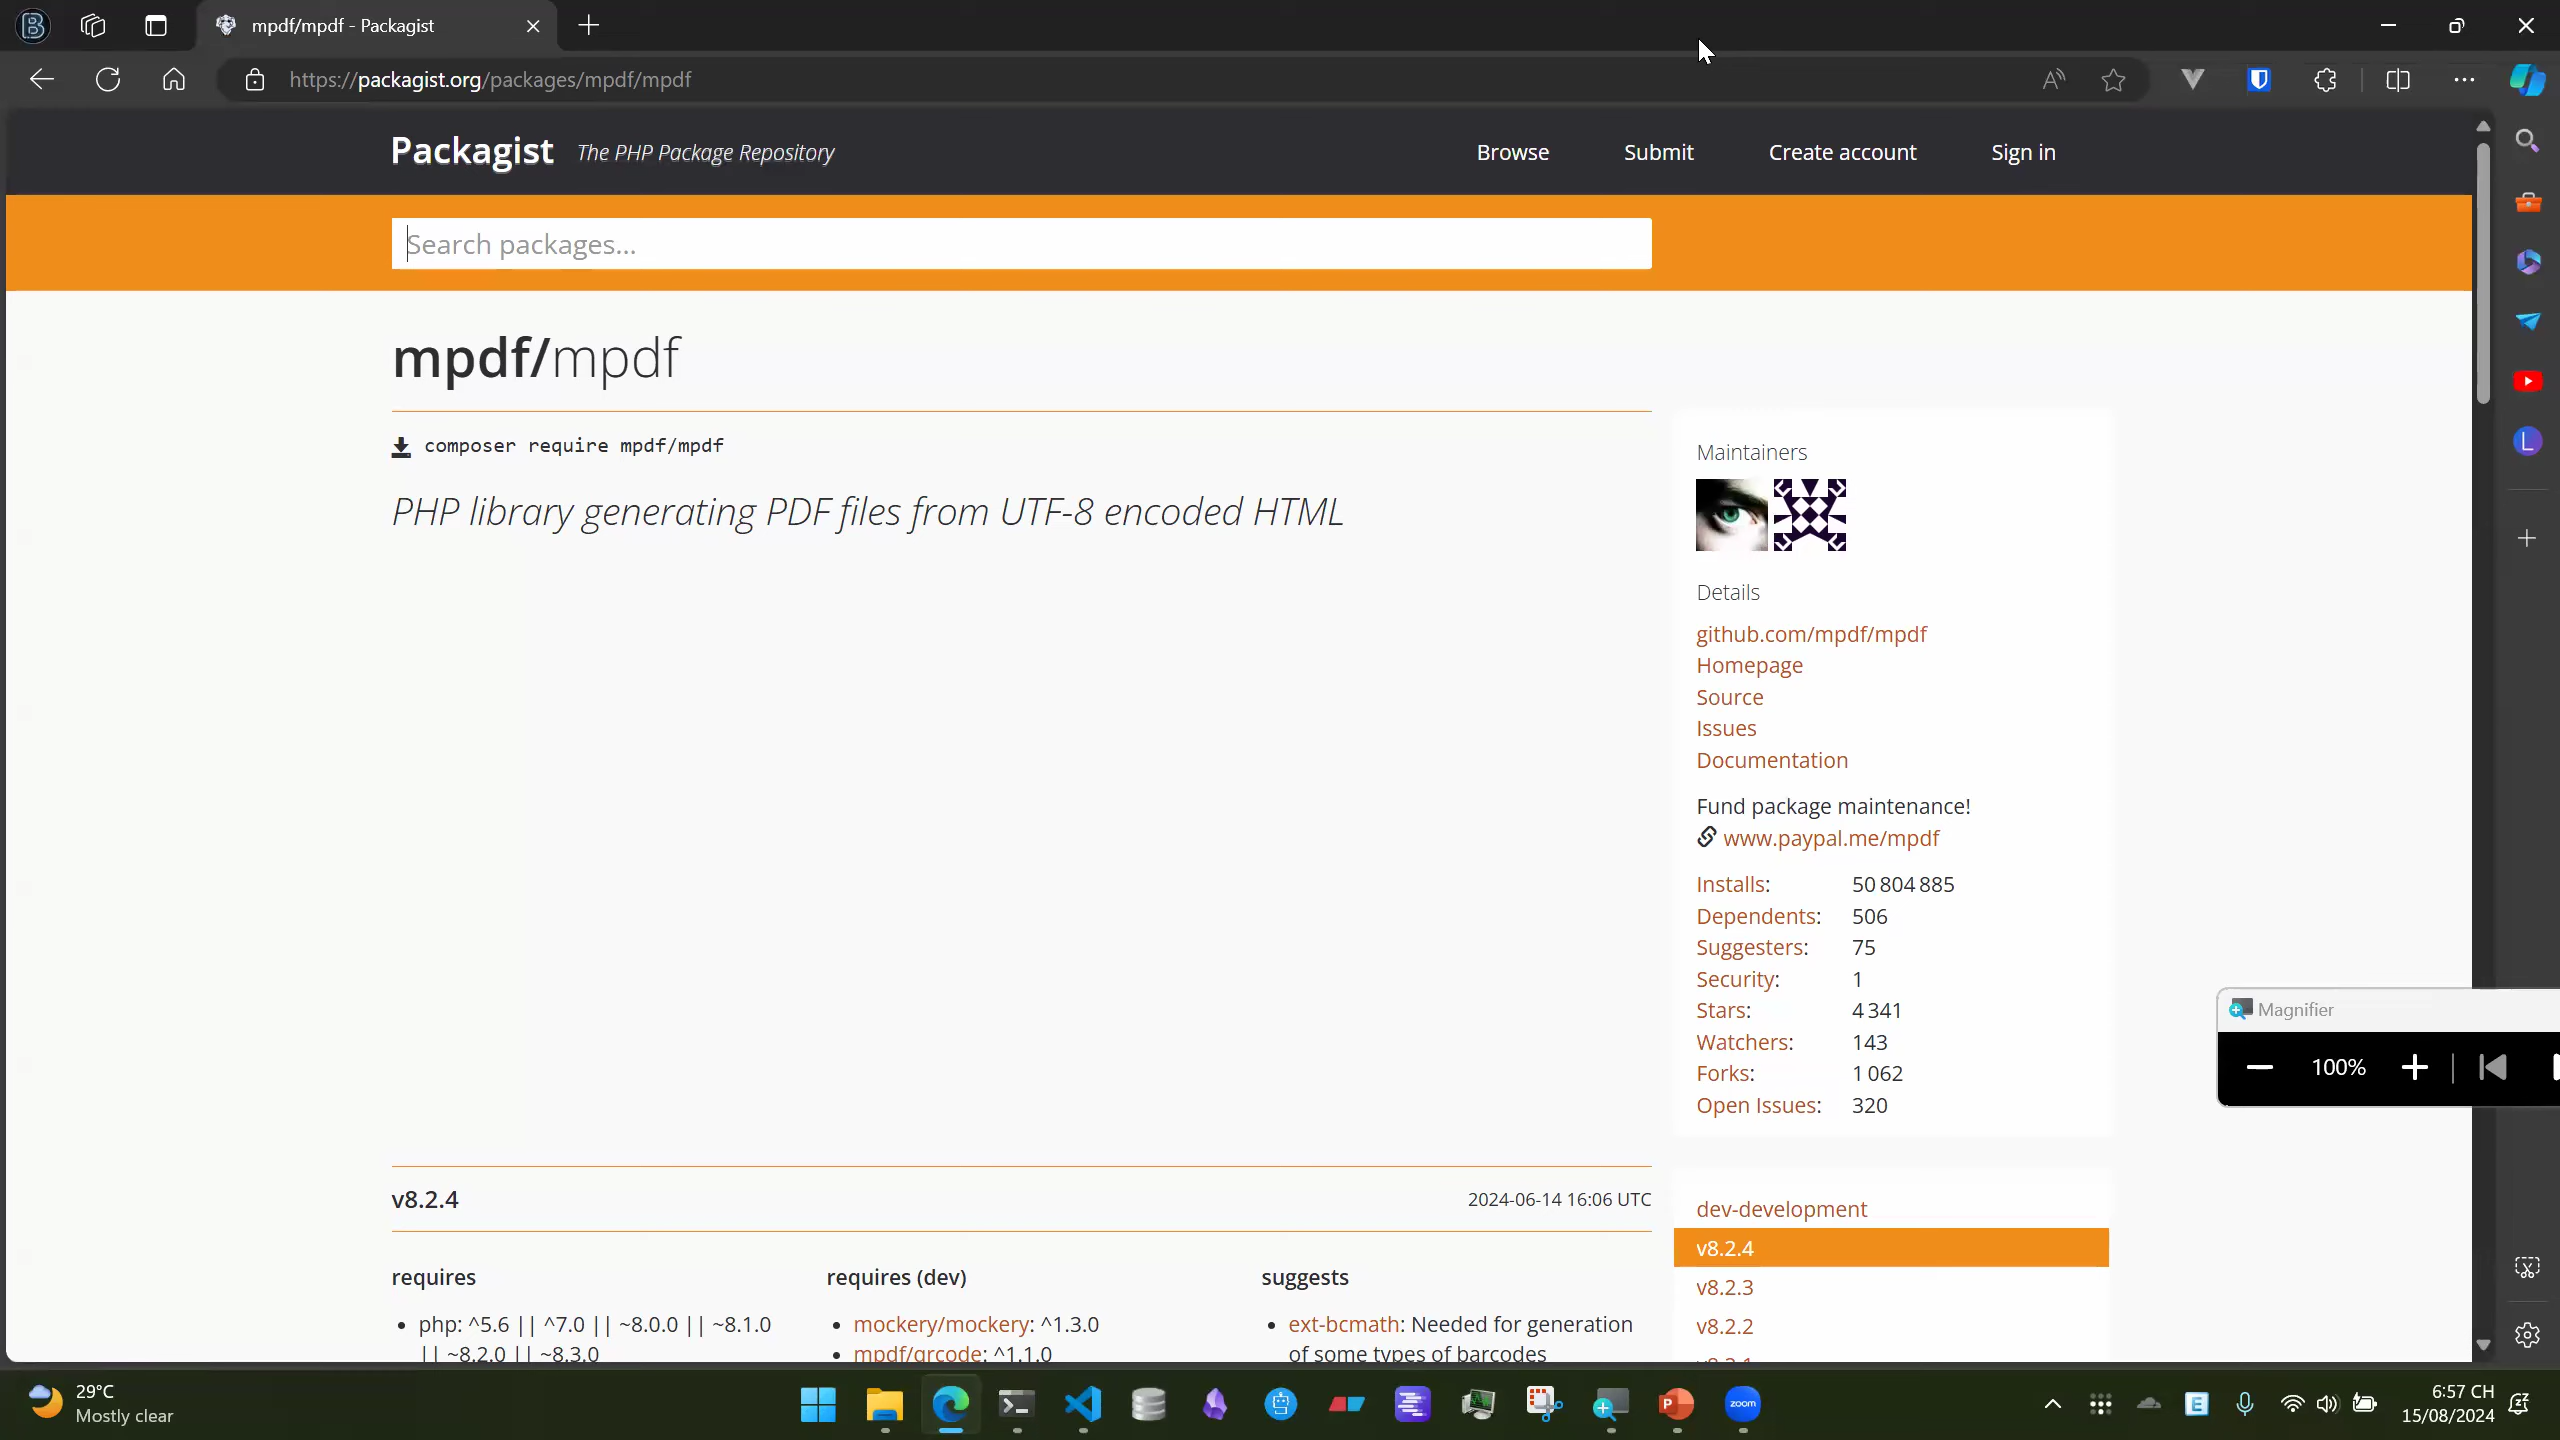 mpdf/mpdf - Packagist
https://packagist.org/packages/mpdf/mpdf
Packagist The PHP Package Repository
Browse Submit Create account Sign in
Search packages...
mpdf/mpdf
composer require mpdf/mpdf
PHP library generating PDF files from UTF-8 encoded HTML
Maintainers
Details
github.com/mpdf/mpdf
Homepage
Source
Issues
Documentation
Fund package maintenance!
www.paypal.me/mpdf
Installs: 50 804 885
Dependents: 506
Suggesters: 75
Security: 1
Stars: 4 341
Watchers: 143
Forks: 1 062
Open Issues: 320
Magnifier
100%
v8.2.4 2024-06-14 16:06 UTC
requires
php: ^5.6 || ^7.0 || ~8.0.0 || ~8.1.0
|| ~8.2.0 || ~8.3.0
requires (dev)
mockery/mockery: ^1.3.0
mpdf/qrcode: ^1.1.0
suggests
ext-bcmath: Needed for generation
of some types of barcodes
dev-development
v8.2.4
v8.2.3
v8.2.2
v8.2.1
29°C
Mostly clear
zoom
6:57 CH
15/08/2024